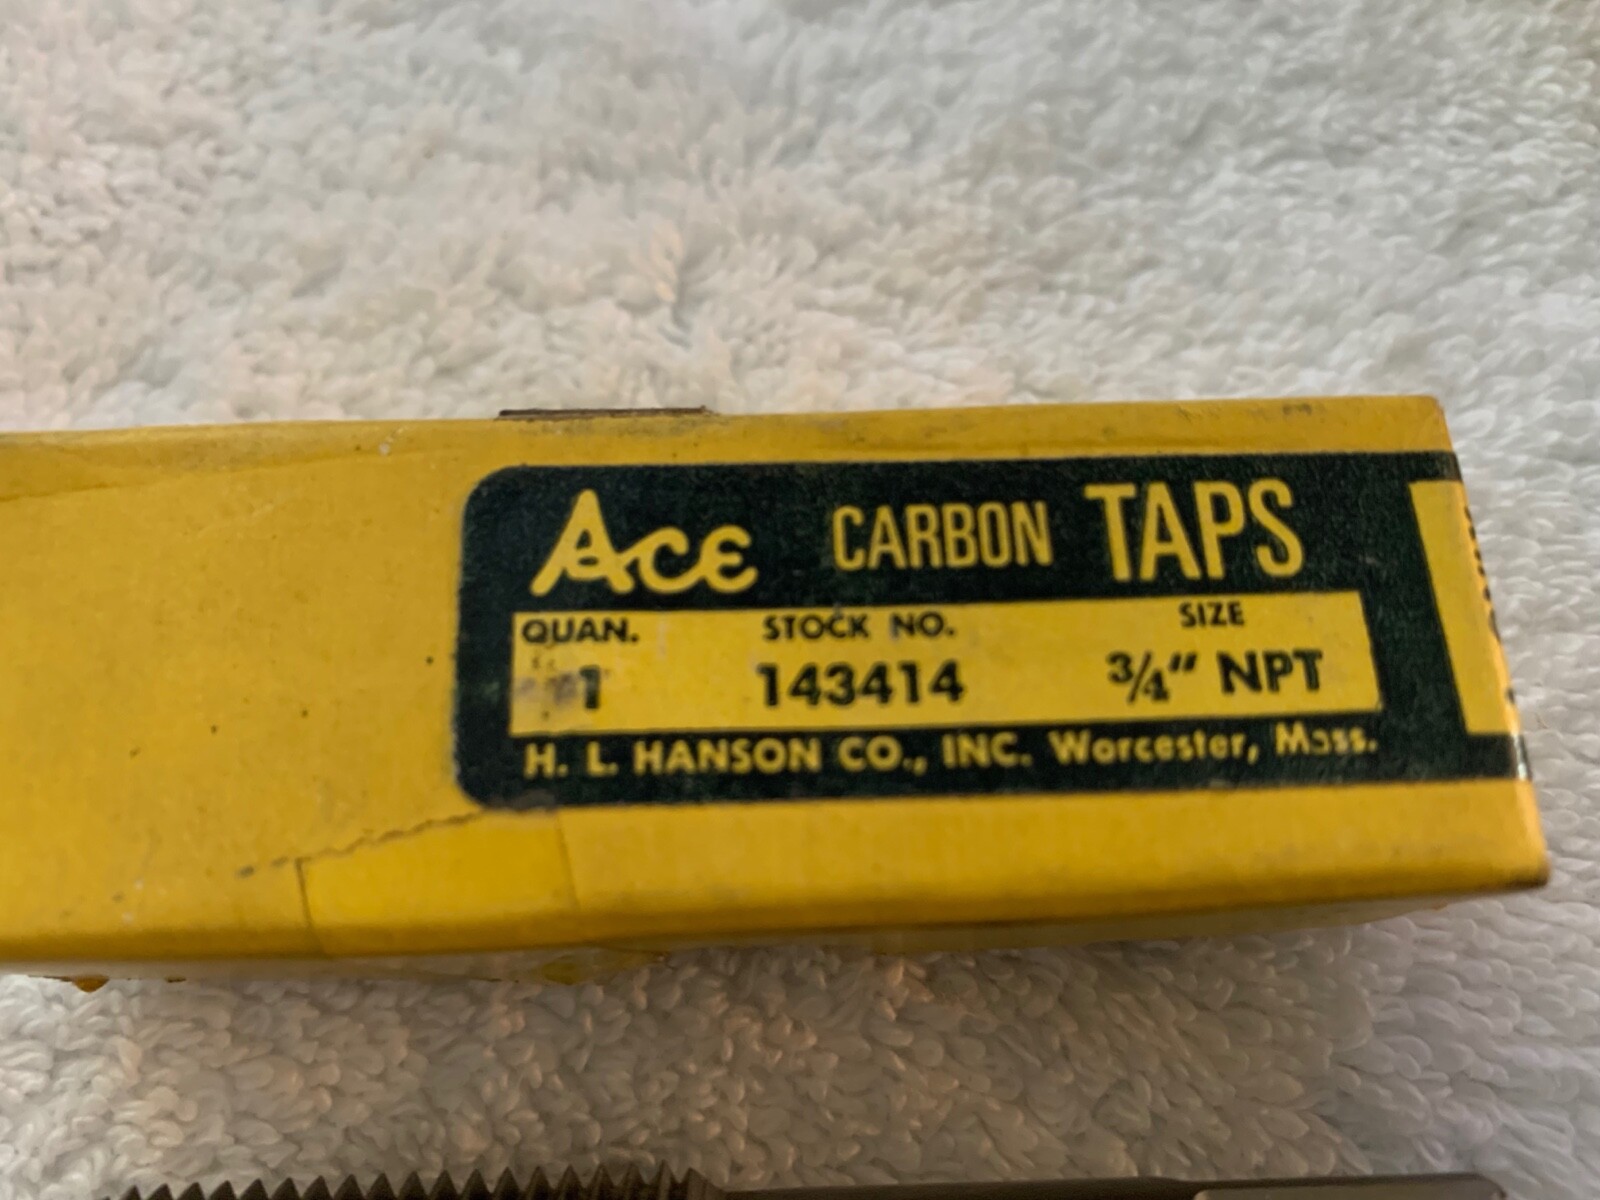 ACE CARBON TAPS
QUAN. STOCK NO. SIZE
1 143414 3/4" NPT
H. L. HANSON CO., INC. Worcester, Mass.